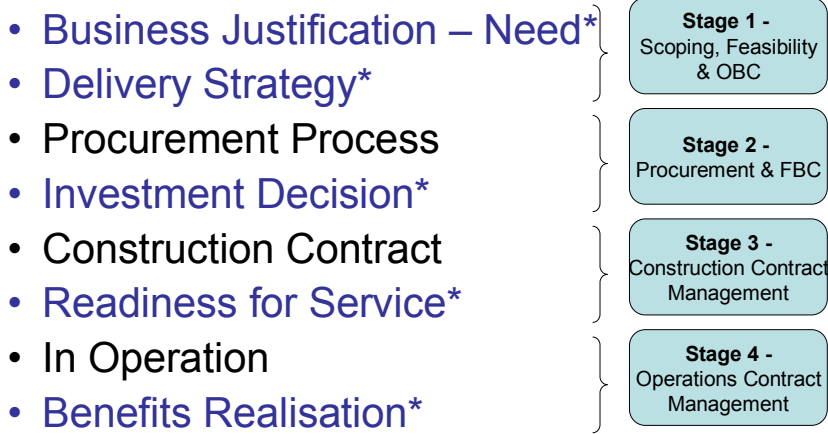 • Business Justification – Need*
• Delivery Strategy*
• Procurement Process
• Investment Decision*
• Construction Contract
• Readiness for Service*
• In Operation
• Benefits Realisation*
Stage 1 -
Scoping, Feasibility
& OBC
Stage 2 -
Procurement & FBC
Stage 3 -
Construction Contract
Management
Stage 4 -
Operations Contract
Management